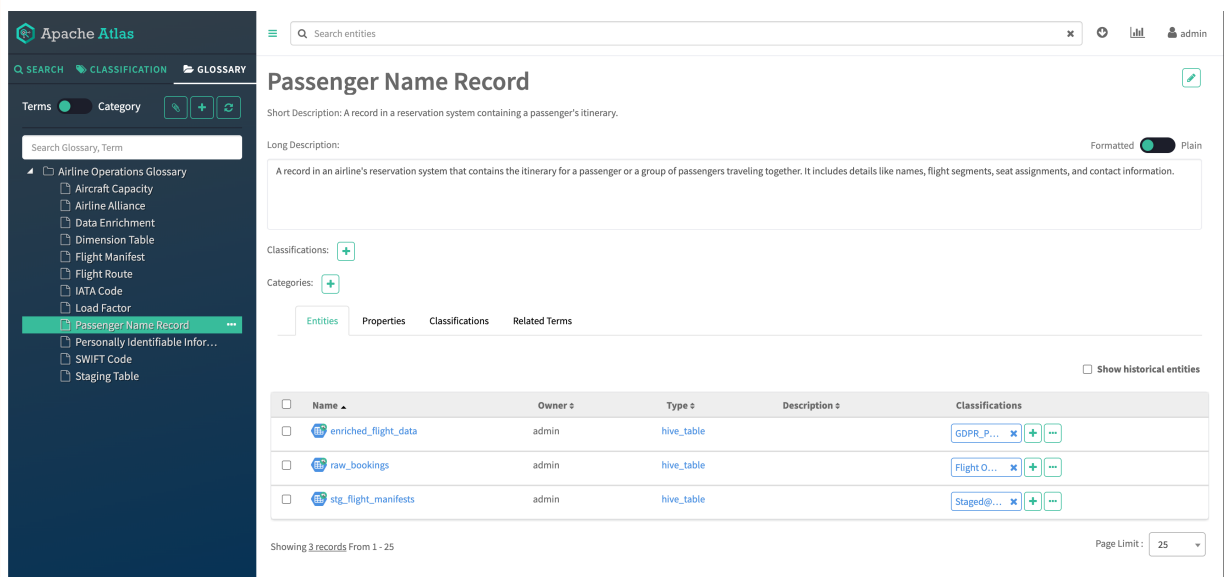 Apache Atlas
Search entities
admin
SEARCH CLASSIFICATION GLOSSARY
Terms Category
Search Glossary, Term
Airline Operations Glossary
Aircraft Capacity
Airline Alliance
Data Enrichment
Dimension Table
Flight Manifest
Flight Route
IATA Code
Load Factor
Passenger Name Record
Personally Identifiable Infor...
SWIFT Code
Staging Table
Passenger Name Record
Short Description: A record in a reservation system containing a passenger's itinerary.
Long Description:
Formatted Plain
A record in an airline's reservation system that contains the itinerary for a passenger or a group of passengers traveling together. It includes details like names, flight segments, seat assignments, and contact information.
Classifications:
Categories:
Entities Properties Classifications Related Terms
Show historical entities
Name Owner Type Description Classifications
enriched_flight_data admin hive_table GDPR_P...
raw_bookings admin hive_table Flight O...
stg_flight_manifests admin hive_table Staged@...
Showing 3 records From 1 - 25
Page Limit : 25